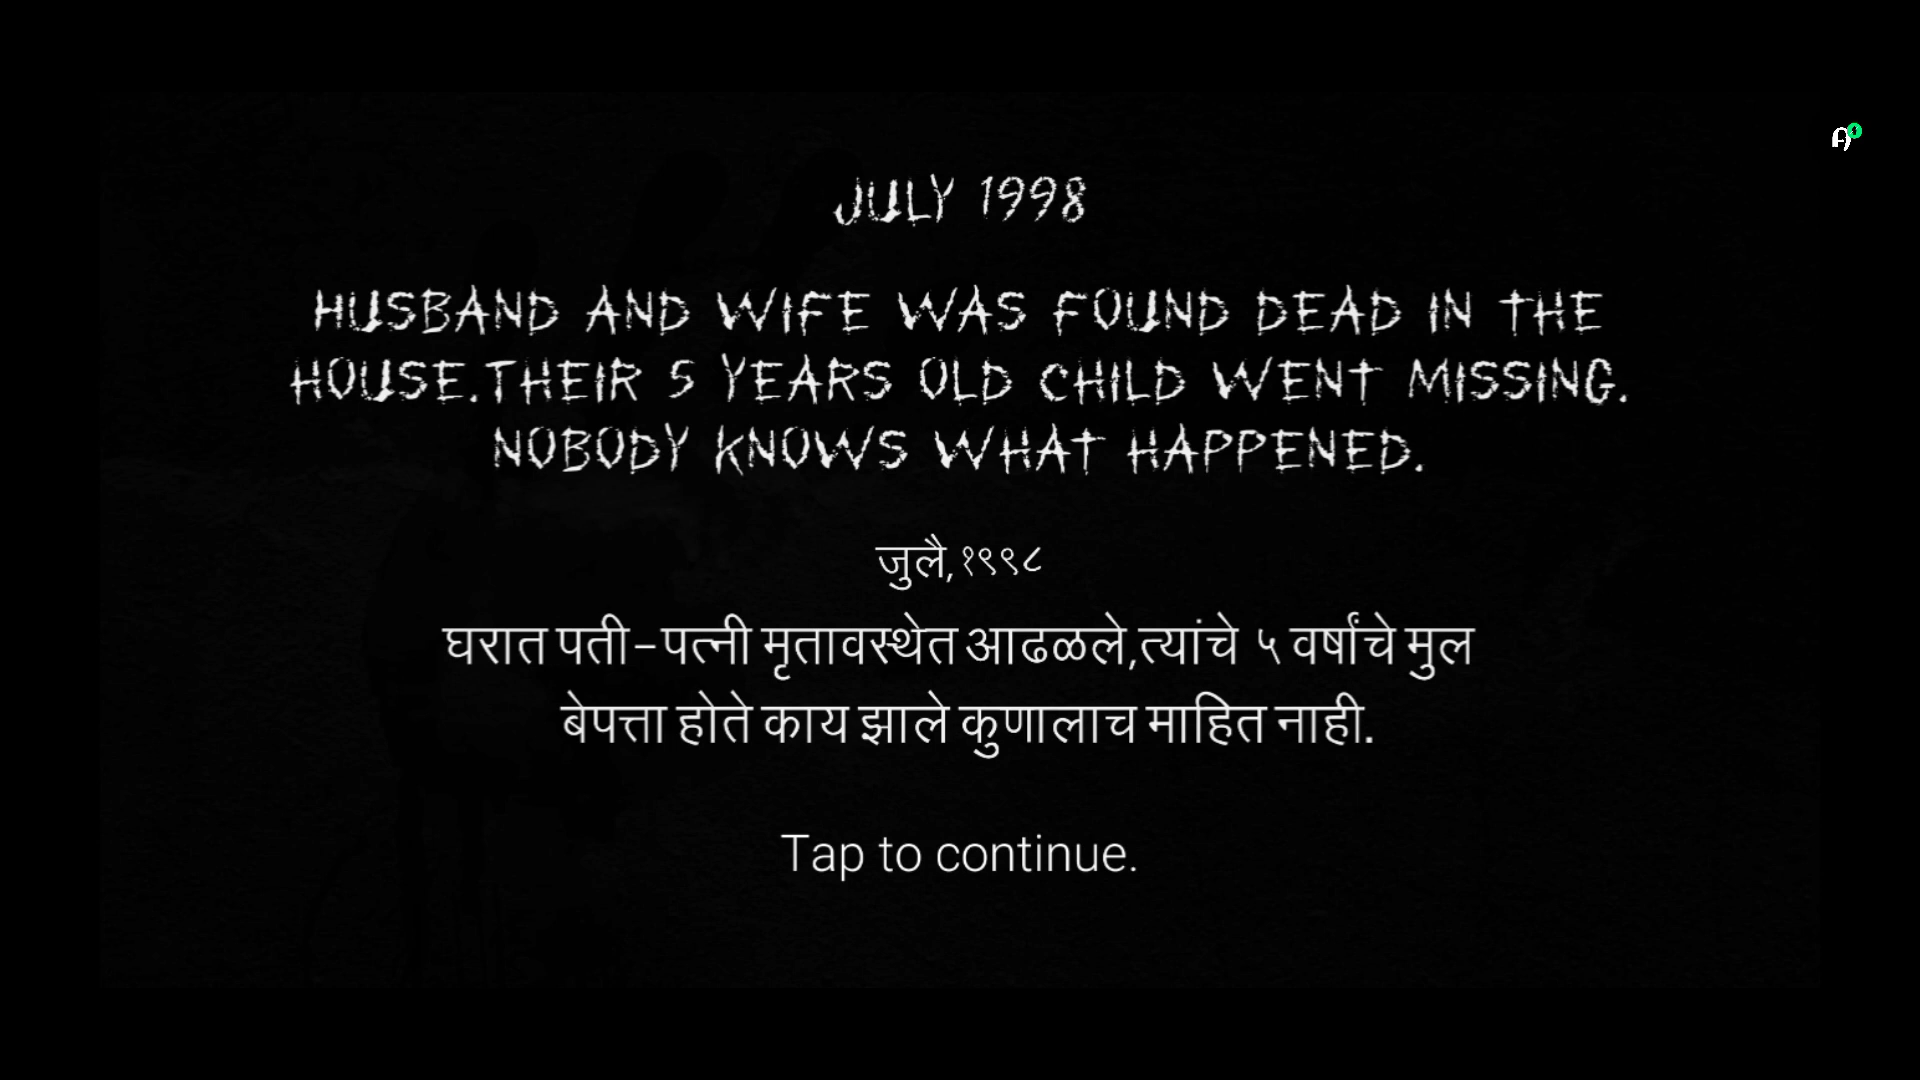 JULY 1998
HUSBAND AND WIFE WAS FOUND DEAD IN THE
HOUSE.THEIR 5 YEARS OLD CHILD WENT MISSING.
NOBODY KNOWS WHAT HAPPENED.
जुलै,१९९८
घरात पती-पत्नी मृतावस्थेत आढळले,त्यांचे ५ वर्षांचे मुल
बेपत्ता होते काय झाले कुणालाच माहित नाही.
Tap to continue.